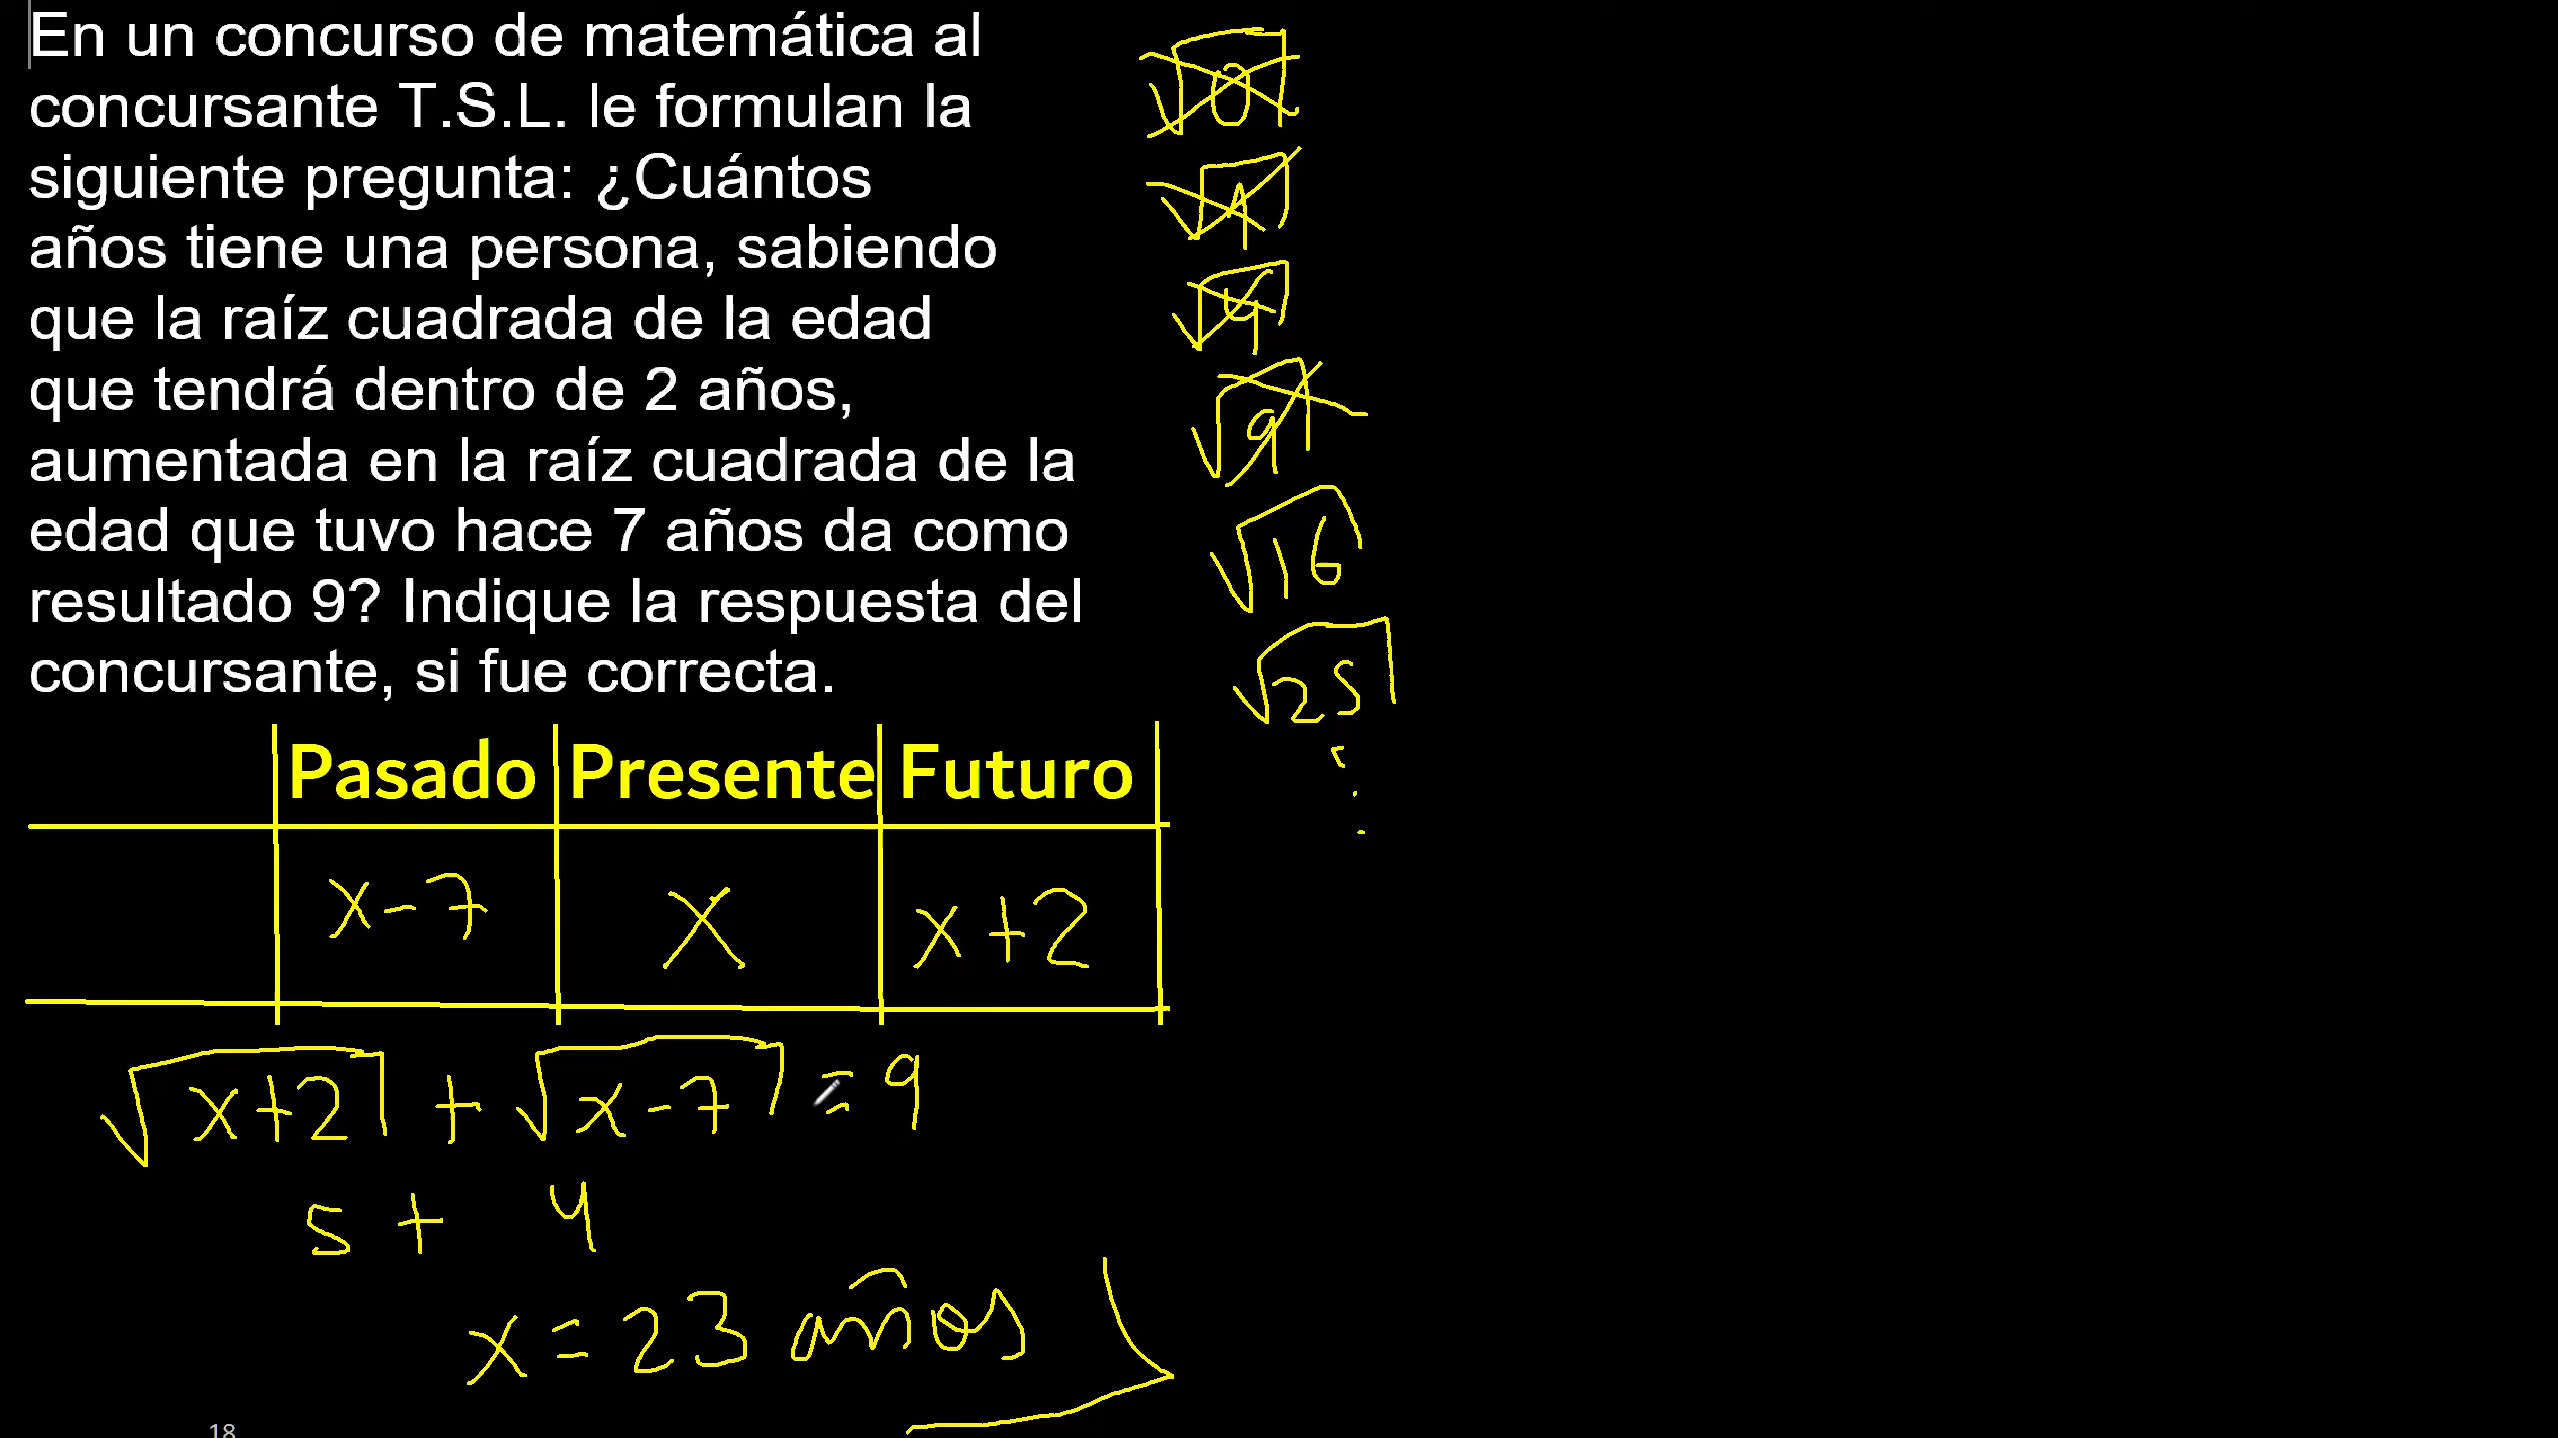 En un concurso de matemática al
concursante T.S.L. le formulan la
siguiente pregunta: ¿Cuántos
años tiene una persona, sabiendo
que la raíz cuadrada de la edad
que tendrá dentro de 2 años,
aumentada en la raíz cuadrada de la
edad que tuvo hace 7 años da como
resultado 9? Indique la respuesta del
concursante, si fue correcta.
√0
√1
√4
√9
√16
√25
Pasado Presente Futuro
x-7 x x+2
√x+2 + √x-7 = 9
5 + 4
x = 23 años
18